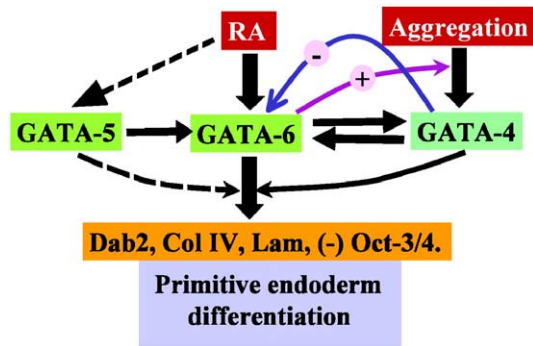 RA
Aggregation
-
+
GATA-5
GATA-6
GATA-4
Dab2, Col IV, Lam, (-) Oct-3/4.
Primitive endoderm
differentiation